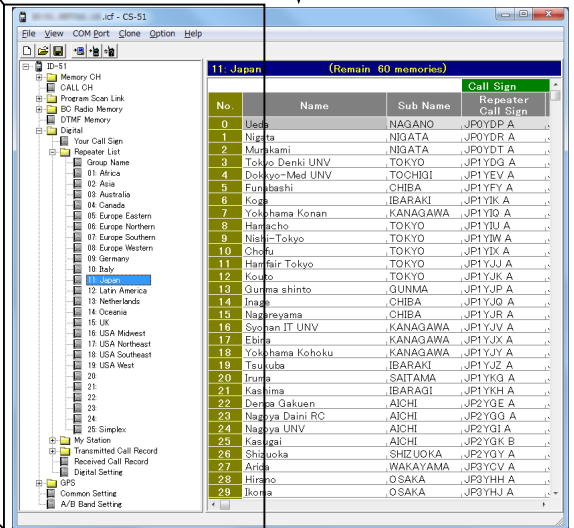 .icf - CS-51
File View COM Port Clone Option Help
ID-51
Memory CH
CALL CH
Program Scan Link
BC Radio Memory
DTMF Memory
Digital
Your Call Sign
Repeater List
Group Name
01: Africa
02: Asia
03: Australia
04: Canada
05: Europe Eastern
06: Europe Northern
07: Europe Southern
08: Europe Western
09: Germany
10: Italy
11: Japan
12: Latin America
13: Netherlands
14: Oceania
15: UK
16: USA Midwest
17: USA Northeast
18: USA Southeast
19: USA West
20:
21:
22:
23:
24:
25: Simplex
My Station
Transmitted Call Record
Received Call Record
Digital Setting
GPS
Common Setting
A/B Band Setting
11: Japan (Remain 60 memories)
Call Sign
No. Name Sub Name Repeater Call Sign
0 Ueda NAGANO JP0YDP A
1 Nigata NIGATA JP0YDR A
2 Murakami NIGATA JP0YDT A
3 Tokyo Denki UNV TOKYO JP1YDG A
4 Dokkyo-Med UNV TOCHIGI JP1YEV A
5 Funabashi CHIBA JP1YFY A
6 Koga IBARAKI JP1YIK A
7 Yokohama Konan KANAGAWA JP1YIQ A
8 Hamacho TOKYO JP1YIU A
9 Nishi-Tokyo TOKYO JP1YIW A
10 Chofu TOKYO JP1YIX A
11 Hamfair Tokyo TOKYO JP1YJJ A
12 Kouto TOKYO JP1YJK A
13 Gunma shinto GUNMA JP1YJP A
14 Inage CHIBA JP1YJQ A
15 Nagareyama CHIBA JP1YJR A
16 Syonan IT UNV KANAGAWA JP1YJV A
17 Ebina KANAGAWA JP1YJX A
18 Yokohama Kohoku KANAGAWA JP1YJY A
19 Tsukuba IBARAKI JP1YJZ A
20 Iruma SAITAMA JP1YKG A
21 Kashima IBARAGI JP1YKH A
22 Denpa Gakuen AICHI JP2YGE A
23 Nagoya Daini RC AICHI JP2YGG A
24 Nagoya UNV AICHI JP2YGI A
25 Kasugai AICHI JP2YGK B
26 Shizuoka SHIZUOKA JP2YGY A
27 Arida WAKAYAMA JP3YCV A
28 Hirano OSAKA JP3YHH A
29 Ikoma OSAKA JP3YHJ A